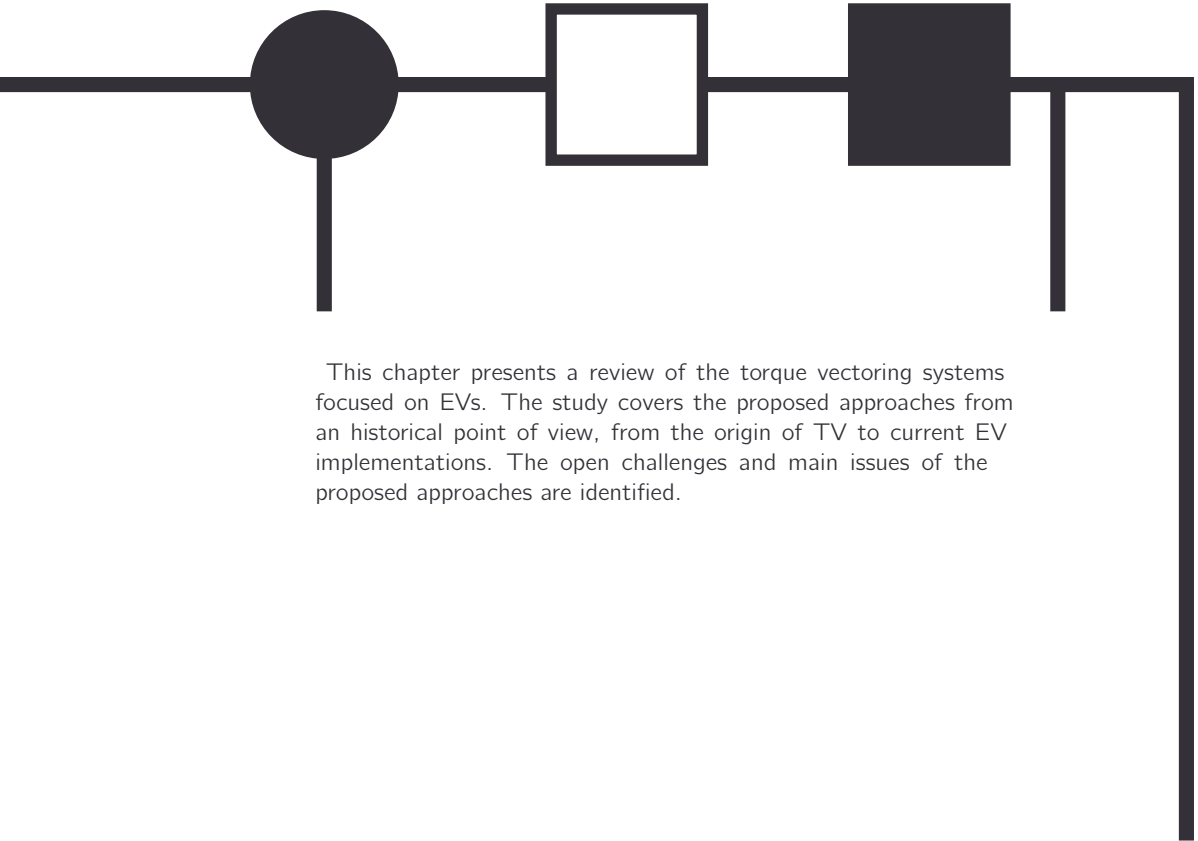 This chapter presents a review of the torque vectoring systems
focused on EVs. The study covers the proposed approaches from
an historical point of view, from the origin of TV to current EV
implementations. The open challenges and main issues of the
proposed approaches are identified.